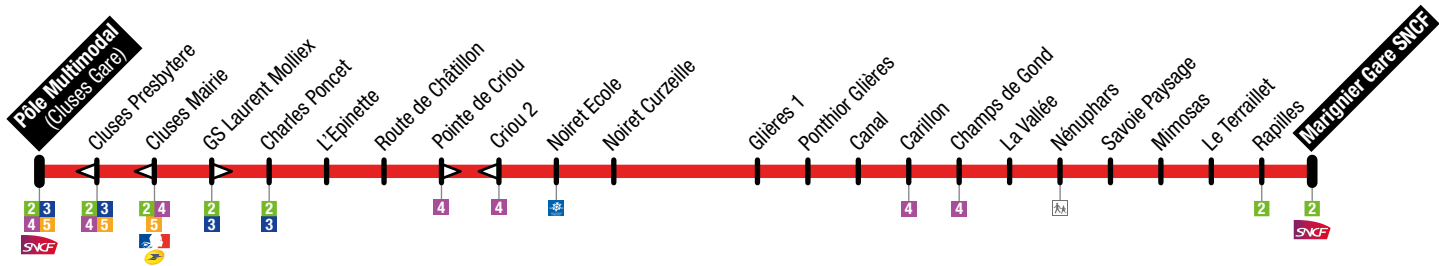 Pôle Multimodal
(Cluses Gare)
Cluses Presbytere
Cluses Mairie
GS Laurent Molliex
Charles Poncet
L'Epinette
Route de Châtillon
Pointe de Criou
Criou 2
Noiret Ecole
Noiret Curzeille
Glières 1
Ponthior Glières
Canal
Carillon
Champs de Gond
La Vallée
Nénuphars
Savoie Paysage
Mimosas
Le Terraillet
Rapilles
Marignier Gare SNCF
2 3
4 5
SNCF
2 3
4 5
2 4
5
2
3
2
3
4
4
4
4
2
2
SNCF